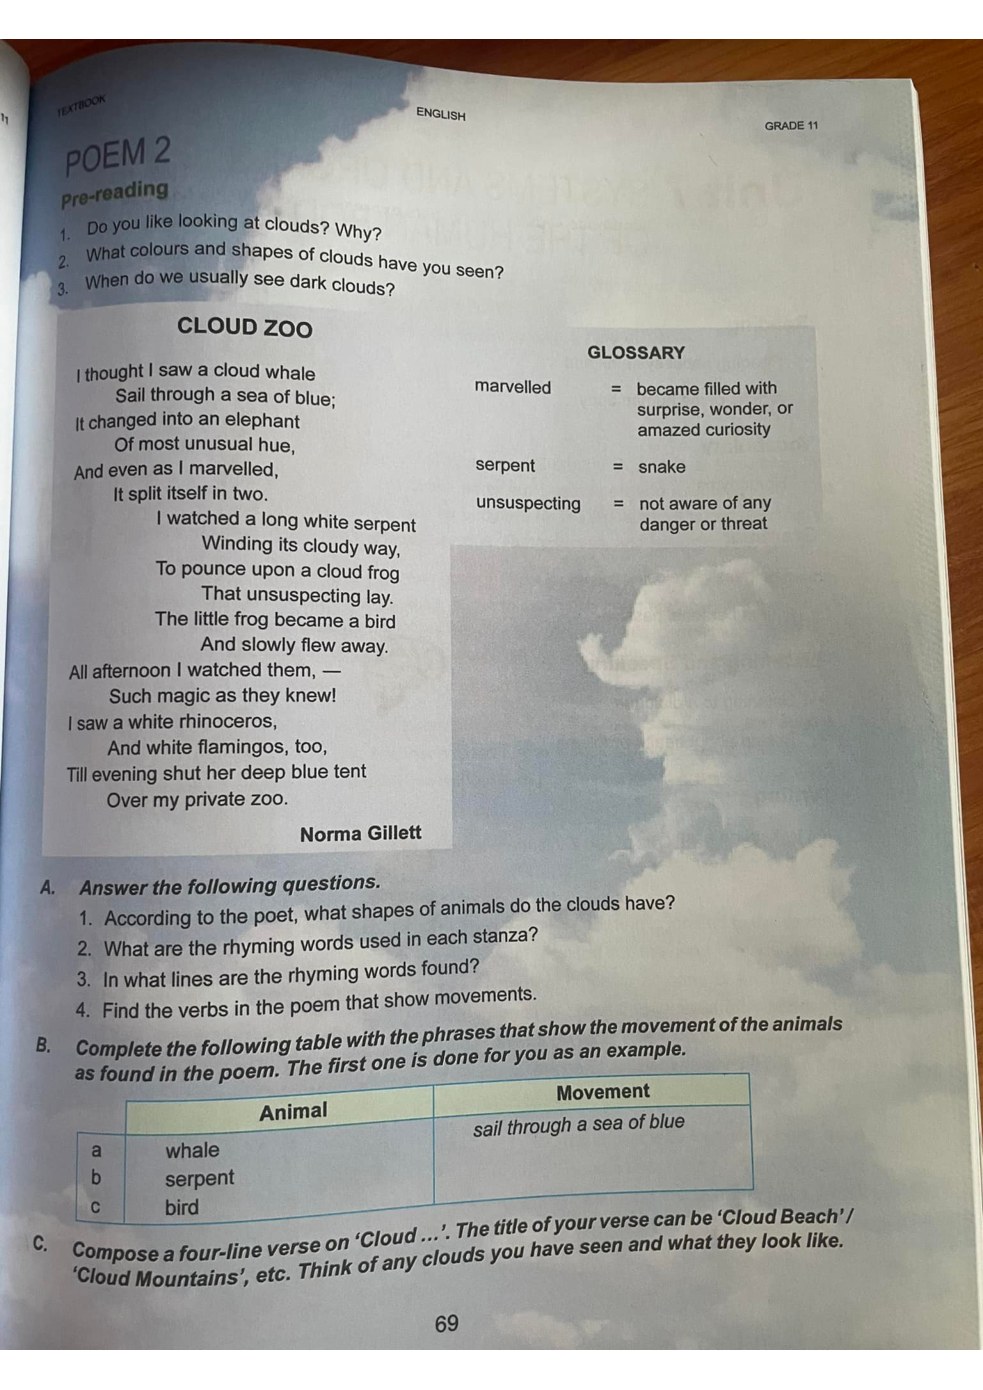 11
TEXTBOOK
ENGLISH
GRADE 11
POEM 2
Pre-reading
1. Do you like looking at clouds? Why?
2. What colours and shapes of clouds have you seen?
3. When do we usually see dark clouds?
CLOUD ZOO
I thought I saw a cloud whale
Sail through a sea of blue;
It changed into an elephant
Of most unusual hue,
And even as I marvelled,
It split itself in two.
I watched a long white serpent
Winding its cloudy way,
To pounce upon a cloud frog
That unsuspecting lay.
The little frog became a bird
And slowly flew away.
All afternoon I watched them, —
Such magic as they knew!
I saw a white rhinoceros,
And white flamingos, too,
Till evening shut her deep blue tent
Over my private zoo.
Norma Gillett
GLOSSARY
marvelled = became filled with
surprise, wonder, or
amazed curiosity
serpent = snake
unsuspecting = not aware of any
danger or threat
A. Answer the following questions.
1. According to the poet, what shapes of animals do the clouds have?
2. What are the rhyming words used in each stanza?
3. In what lines are the rhyming words found?
4. Find the verbs in the poem that show movements.
B. Complete the following table with the phrases that show the movement of the animals
as found in the poem. The first one is done for you as an example.
Animal Movement
a whale sail through a sea of blue
b serpent
c bird
C. Compose a four-line verse on ‘Cloud ...’. The title of your verse can be ‘Cloud Beach’/
‘Cloud Mountains’, etc. Think of any clouds you have seen and what they look like.
69